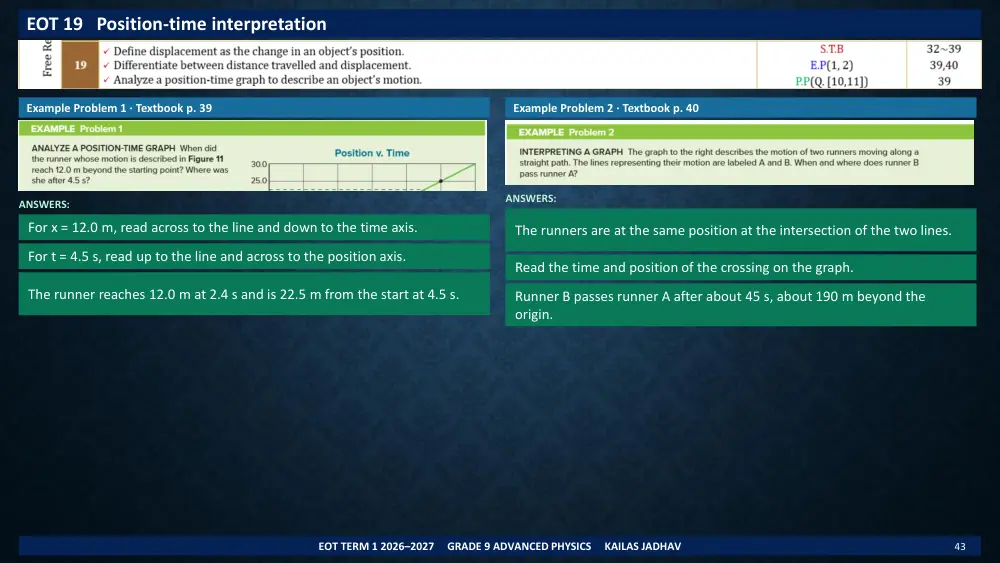 EOT 19 Position-time interpretation
Free Re
19
✓ Define displacement as the change in an object's position.
✓ Differentiate between distance travelled and displacement.
✓ Analyze a position-time graph to describe an object's motion.
S.T.B
E.P(1, 2)
P.P(Q. [10,11])
32~39
39,40
39
Example Problem 1 · Textbook p. 39
EXAMPLE Problem 1
ANALYZE A POSITION-TIME GRAPH When did
the runner whose motion is described in Figure 11
reach 12.0 m beyond the starting point? Where was
she after 4.5 s?
Position v. Time
30.0
25.0
ANSWERS:
For x = 12.0 m, read across to the line and down to the time axis.
For t = 4.5 s, read up to the line and across to the position axis.
The runner reaches 12.0 m at 2.4 s and is 22.5 m from the start at 4.5 s.
Example Problem 2 · Textbook p. 40
EXAMPLE Problem 2
INTERPRETING A GRAPH The graph to the right describes the motion of two runners moving along a
straight path. The lines representing their motion are labeled A and B. When and where does runner B
pass runner A?
ANSWERS:
The runners are at the same position at the intersection of the two lines.
Read the time and position of the crossing on the graph.
Runner B passes runner A after about 45 s, about 190 m beyond the
origin.
EOT TERM 1 2026–2027 GRADE 9 ADVANCED PHYSICS KAILAS JADHAV
43